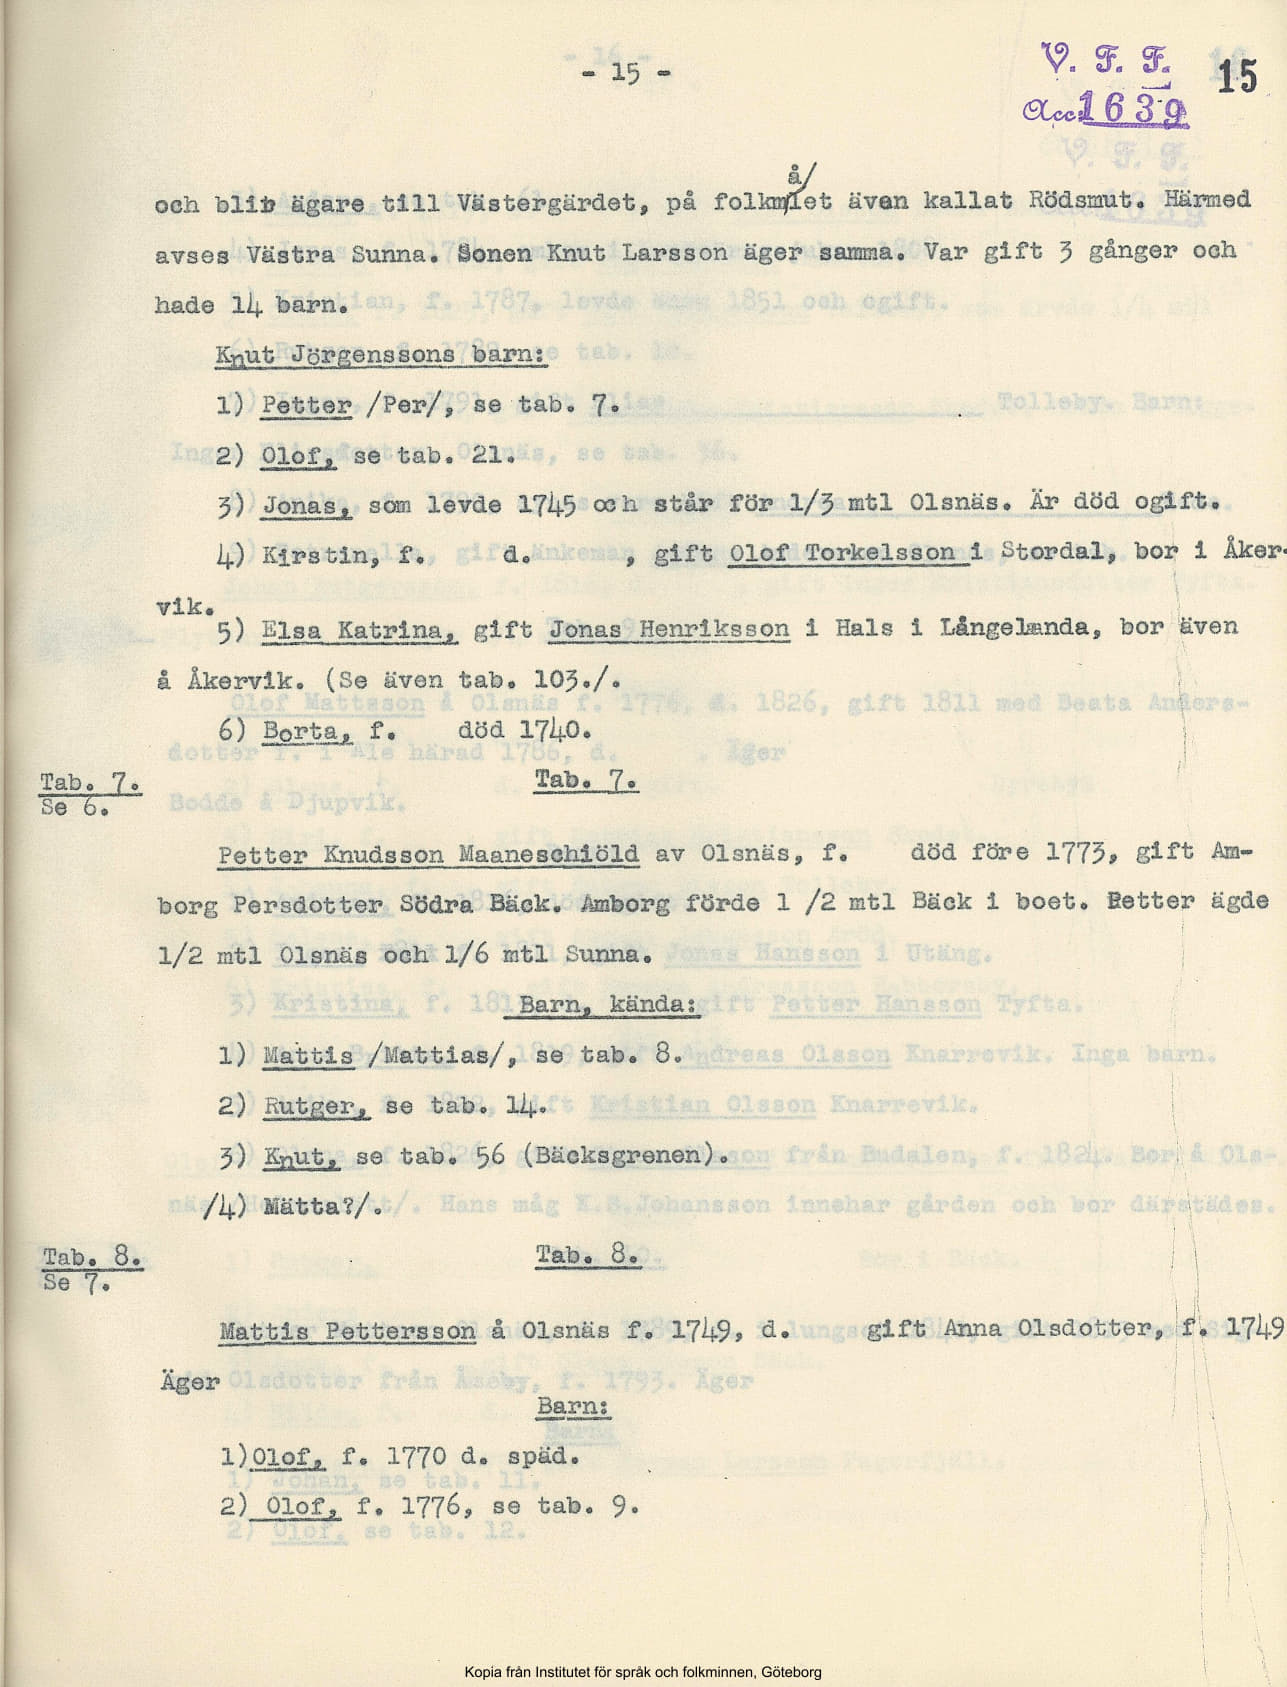 - 15 -
V. F. F.
15
Acc. 1639
och blir ägare till Västergärdet, på folkmålet även kallat Rödsmut. Härmed
avses Västra Sunna. Sonen Knut Larsson äger samma. Var gift 3 gånger och
hade 14 barn.
Knut Jörgenssons barn:
1) Petter /Per/, se tab. 7.
2) Olof, se tab. 21.
3) Jonas, som levde 1745 och står för 1/3 mtl Olsnäs. Är död ogift.
4) Kirstin, f. d. , gift Olof Torkelsson i Stordal, bor i Åker-
vik.
5) Elsa Katrina, gift Jonas Henriksson i Hals i Långelanda, bor även
å Åkervik. (Se även tab. 103./.
6) Borta, f. död 1740.
Tab. 7. Tab. 7.
Se 6.
Petter Knudsson Maaneschiöld av Olsnäs, f. död före 1773, gift Am-
borg Persdotter Södra Bäck. Amborg förde 1 /2 mtl Bäck i boet. Petter ägde
1/2 mtl Olsnäs och 1/6 mtl Sunna.
Barn, kända:
1) Mattis /Mattias/, se tab. 8.
2) Rutger, se tab. 14.
3) Knut, se tab. 56 (Bäcksgrenen).
/4) Mätta?/.
Tab. 8. Tab. 8.
Se 7.
Mattis Pettersson å Olsnäs f. 1749, d. gift Anna Olsdotter, f. 1749
Äger
Barn:
1)Olof, f. 1770 d. späd.
2) Olof, f. 1776, se tab. 9.
Kopia från Institutet för språk och folkminnen, Göteborg